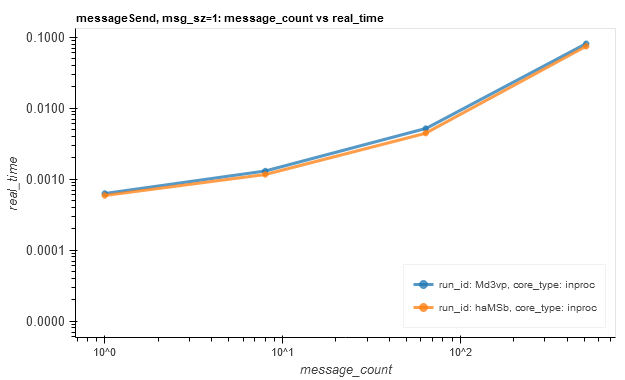 messageSend, msg_sz=1: message_count vs real_time
0.1000
0.0100
0.0010
0.0001
0.0000
real_time
10^0
10^1
10^2
message_count
run_id: Md3vp, core_type: inproc
run_id: haMSb, core_type: inproc